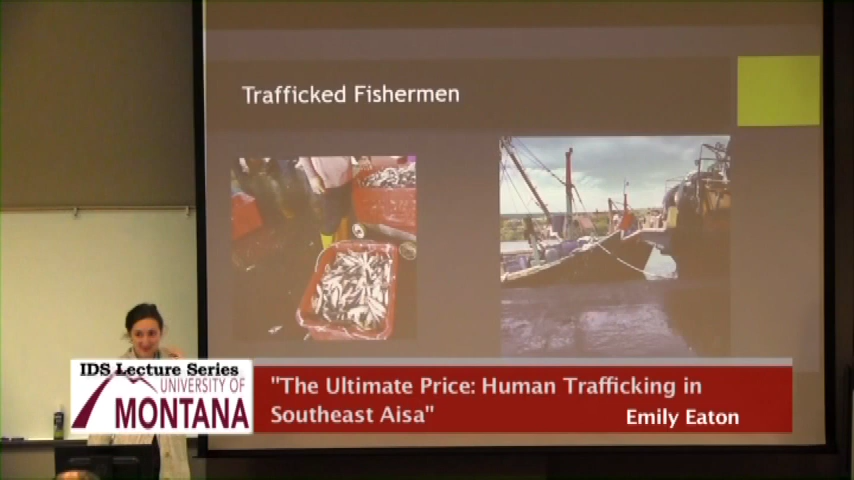 Trafficked Fishermen
IDS Lecture Series
UNIVERSITY OF
MONTANA
"The Ultimate Price: Human Trafficking in
Southeast Aisa"
Emily Eaton